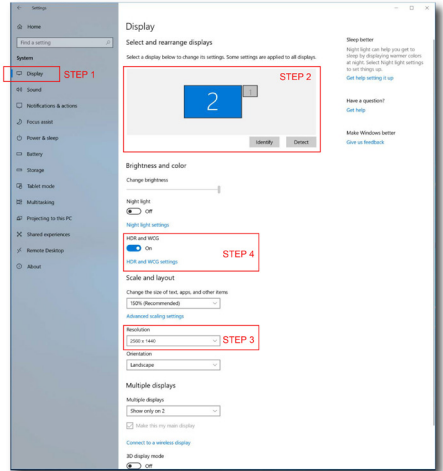 Settings
Home
Find a setting
System
Display
STEP 1
Sound
Notifications & actions
Focus assist
Power & sleep
Battery
Storage
Tablet mode
Multitasking
Projecting to this PC
Shared experiences
Remote Desktop
About
Display
Select and rearrange displays
Select a display below to change its settings. Some settings are applied to all displays.
STEP 2
2
1
Identify
Detect
Brightness and color
Change brightness
Night light
Off
Night light settings
HDR and WCG
On
STEP 4
HDR and WCG settings
Scale and layout
Change the size of text, apps, and other items
150% (Recommended)
Advanced scaling settings
Resolution
2560 x 1440
STEP 3
Orientation
Landscape
Multiple displays
Multiple displays
Show only on 2
Make this my main display
Connect to a wireless display
3D display mode
Off
Sleep better
Night light can help you get to
sleep by displaying warmer colors
at night. Select Night light settings
to set things up.
Get help setting it up
Have a question?
Get help
Make Windows better
Give us feedback